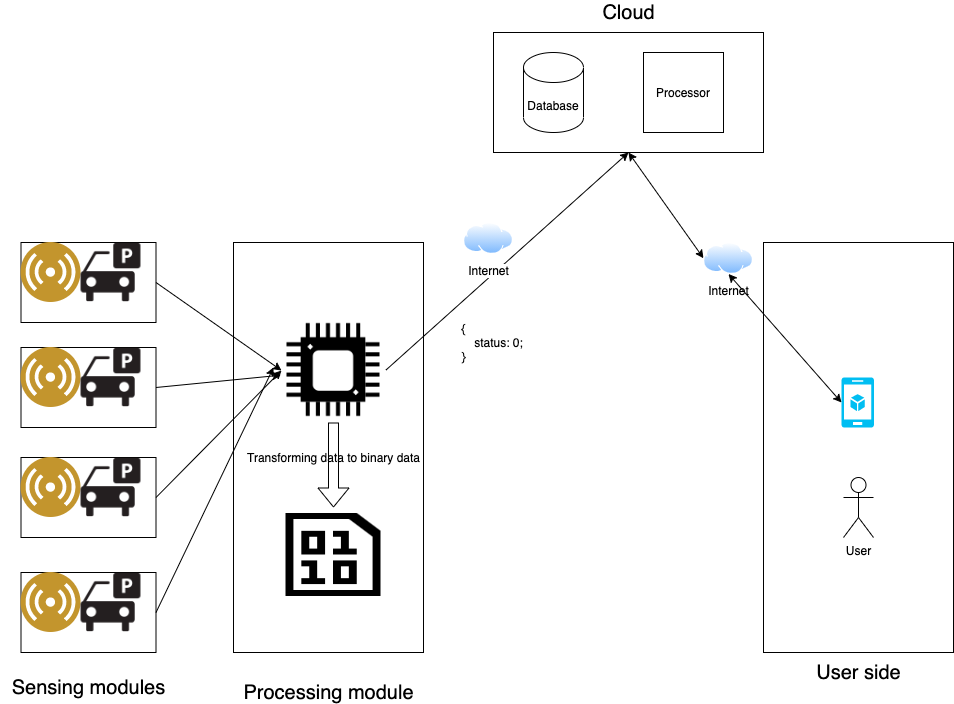 Cloud
Database
Processor
P
P
P
P
Internet
Internet
{
status: 0;
}
Transforming data to binary data
01
10
User
Sensing modules
Processing module
User side